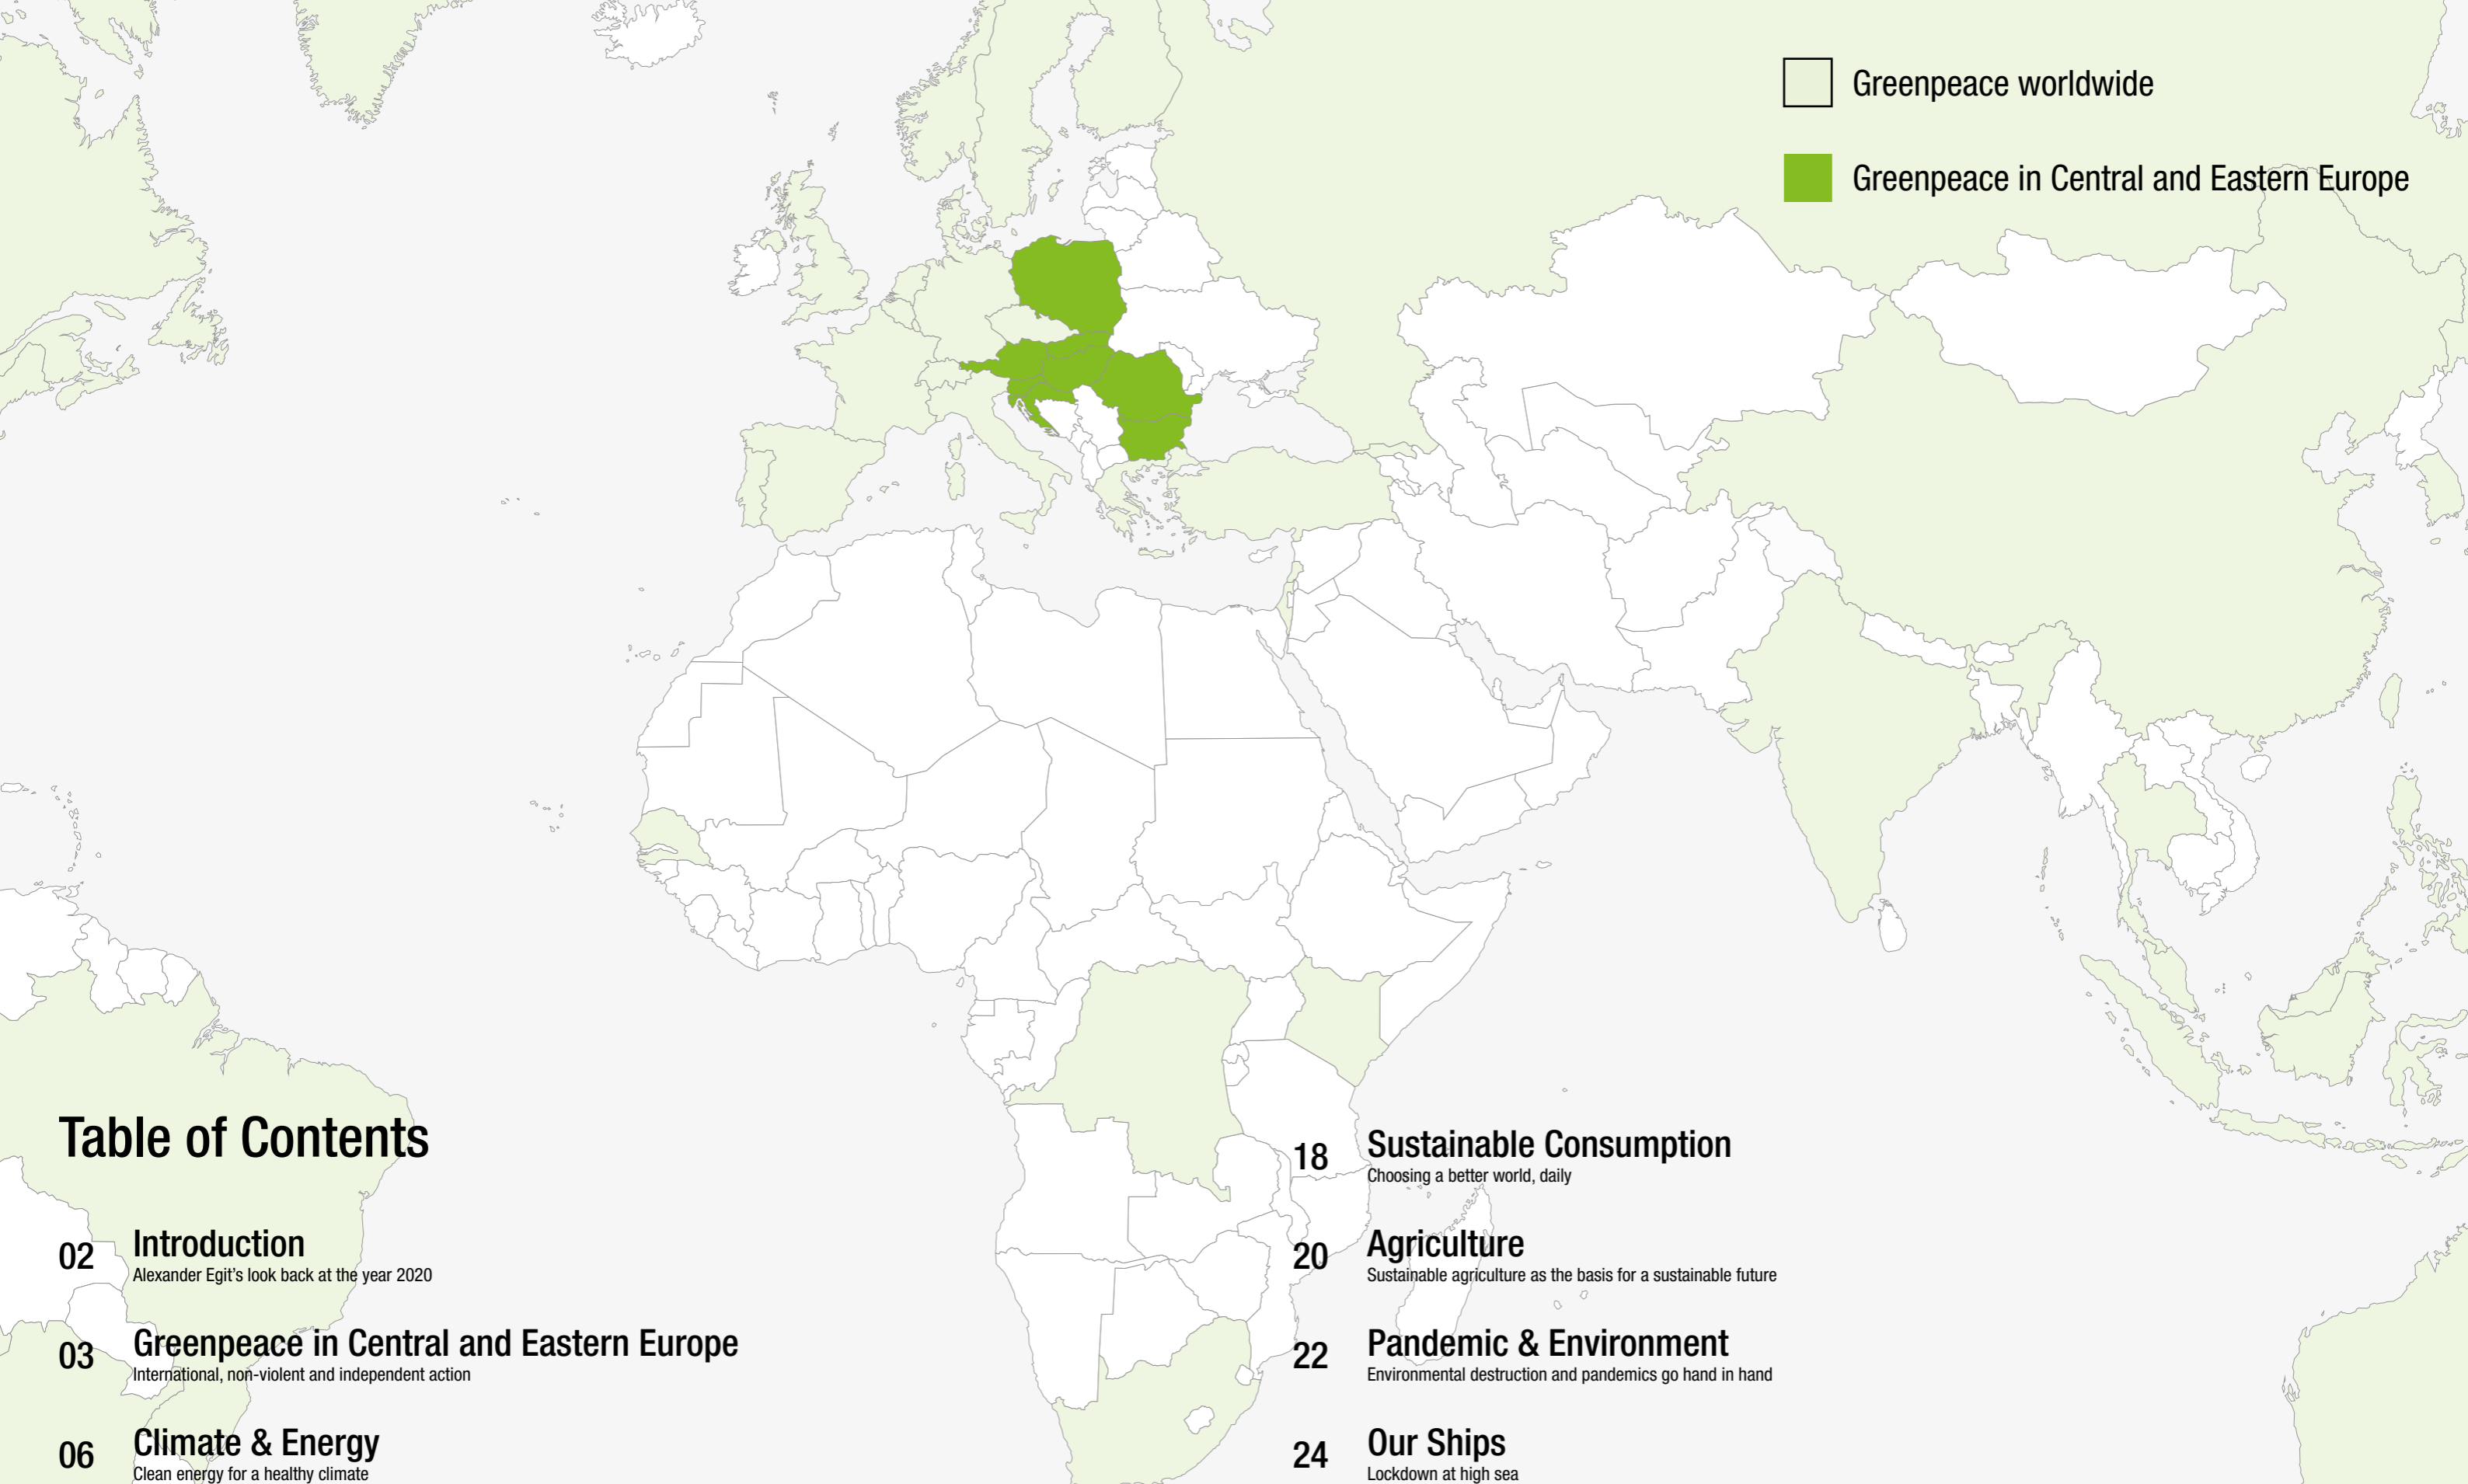 Greenpeace worldwide
Greenpeace in Central and Eastern Europe
Table of Contents
02 Introduction
Alexander Egit’s look back at the year 2020
03 Greenpeace in Central and Eastern Europe
International, non-violent and independent action
06 Climate & Energy
Clean energy for a healthy climate
18 Sustainable Consumption
Choosing a better world, daily
20 Agriculture
Sustainable agriculture as the basis for a sustainable future
22 Pandemic & Environment
Environmental destruction and pandemics go hand in hand
24 Our Ships
Lockdown at high sea